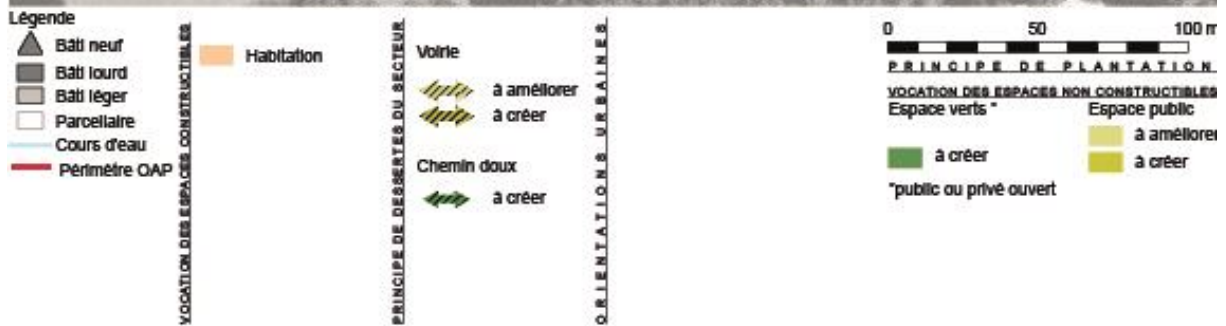 Légende
Bâti neuf
Bâti lourd
Bâti léger
Parcellaire
Cours d'eau
Périmètre OAP
VOCATION DES ESPACES CONSTRUCTIBLES
Habitation
PRINCIPE DE DESSERTES DU SECTEUR
Voirie
à améliorer
à créer
Chemin doux
à créer
ORIENTATIONS URBAINES
0 50 100 m
PRINCIPE DE PLANTATION
VOCATION DES ESPACES NON CONSTRUCTIBLES
Espace verts *
à créer
*public ou privé ouvert
Espace public
à améliorer
à créer